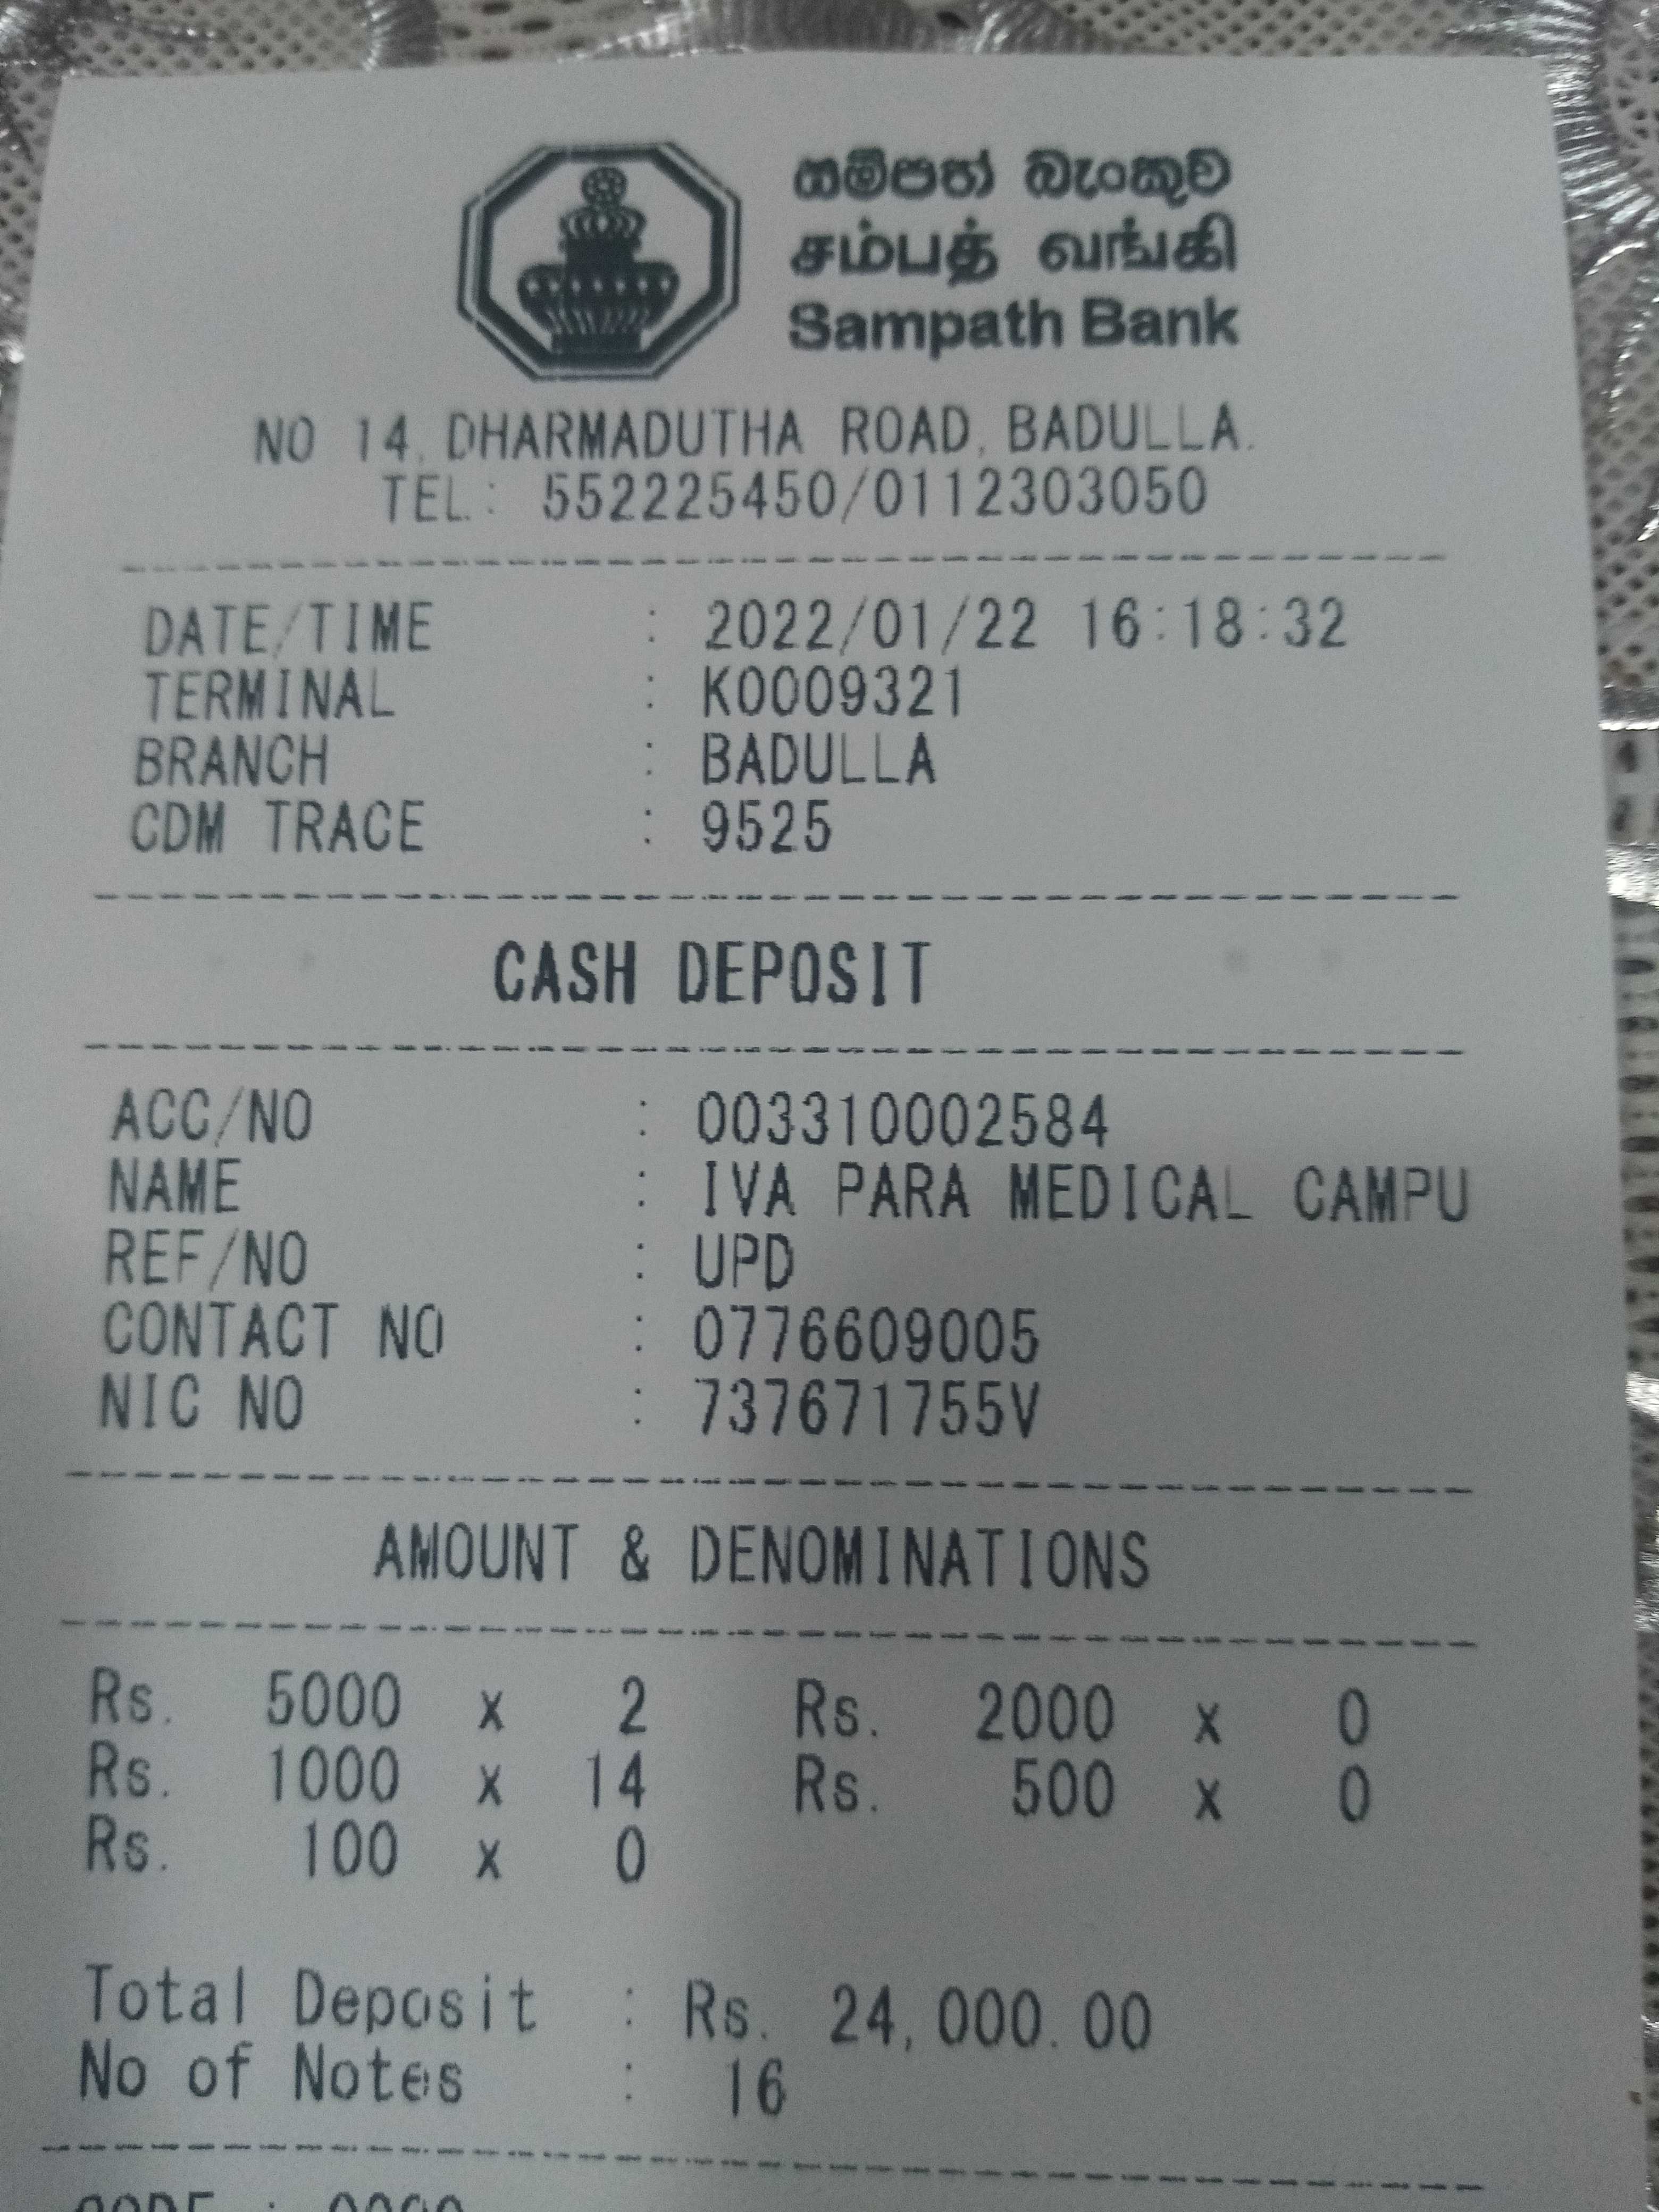 සම්පත් බැංකුව
சம்பத் வங்கி
Sampath Bank
NO 14, DHARMADUTHA ROAD, BADULLA.
TEL: 552225450/0112303050
DATE/TIME : 2022/01/22 16:18:32
TERMINAL : K0009321
BRANCH : BADULLA
CDM TRACE : 9525
CASH DEPOSIT
ACC/NO : 003310002584
NAME : IVA PARA MEDICAL CAMPU
REF/NO : UPD
CONTACT NO : 0776609005
NIC NO : 737671755V
AMOUNT & DENOMINATIONS
Rs. 5000 x 2 Rs. 2000 x 0
Rs. 1000 x 14 Rs. 500 x 0
Rs. 100 x 0
Total Deposit : Rs. 24,000.00
No of Notes : 16
CODE : 0000